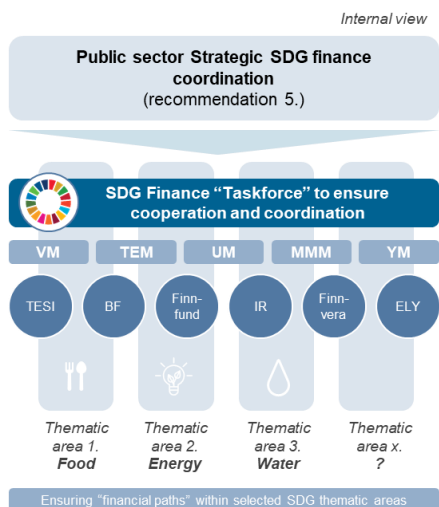 Internal view
Public sector Strategic SDG finance
coordination
(recommendation 5.)
SDG Finance “Taskforce” to ensure
cooperation and coordination
VM TEM UM MMM YM
TESI BF Finn-
fund IR Finn-
vera ELY
Thematic
area 1.
Food
Thematic
area 2.
Energy
Thematic
area 3.
Water
Thematic
area x.
?
Ensuring “financial paths” within selected SDG thematic areas